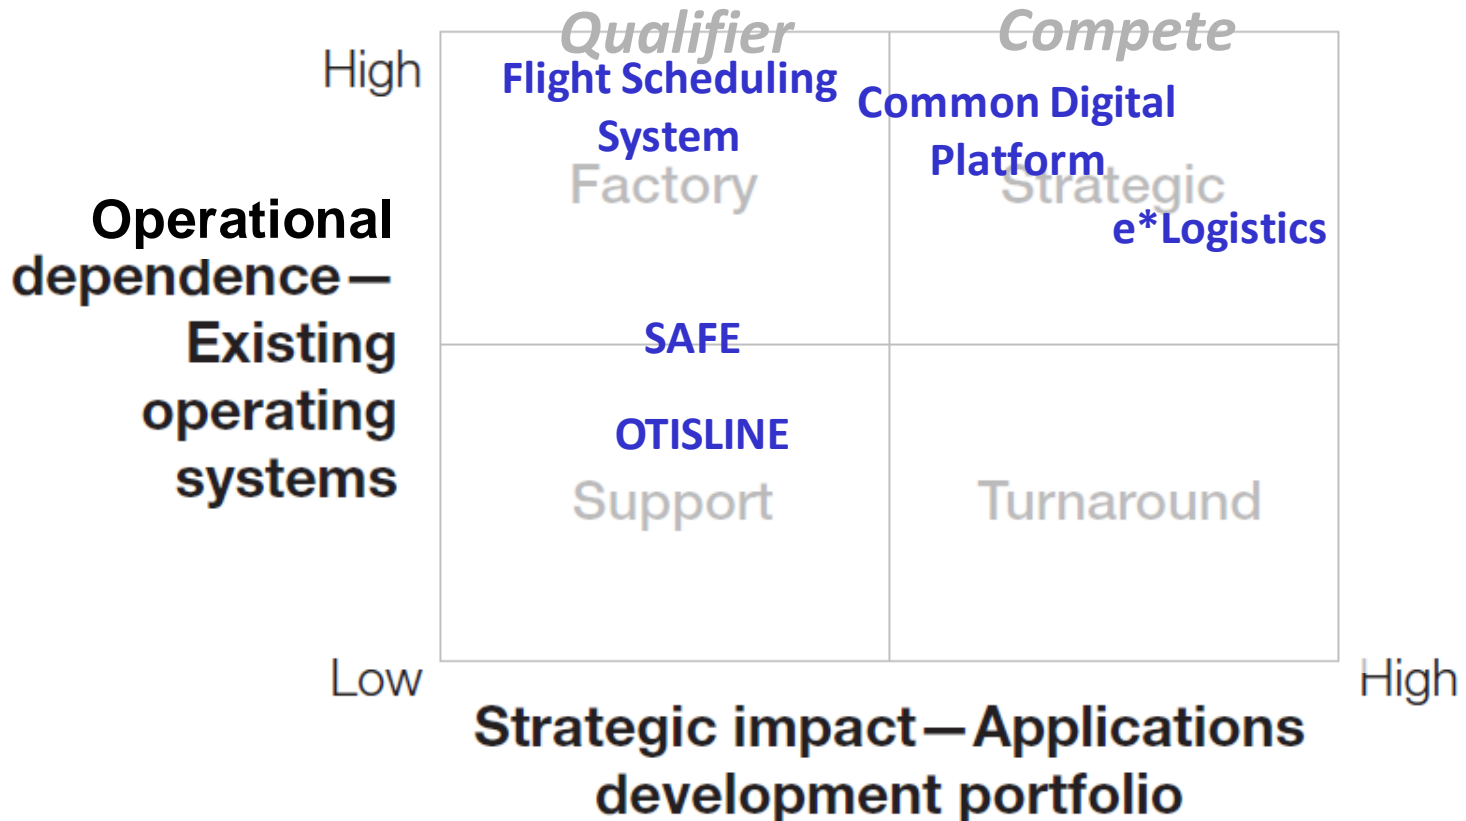 Qualifier
Compete
High
Flight Scheduling
System
Common Digital
Platform
Factory
Strategic
e*Logistics
Operational
dependence—
Existing
operating
systems
SAFE
OTISLINE
Support
Turnaround
Low
High
Strategic impact—Applications
development portfolio